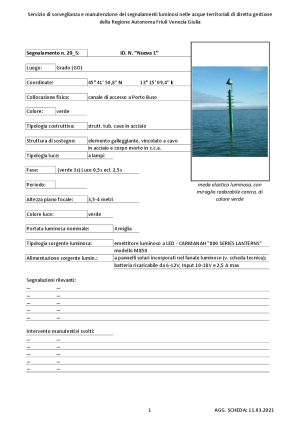 Servizio di sorveglianza e manutenzione dei segnalamenti luminosi nelle acque territoriali di diretta gestione
della Regione Autonoma Friuli Venezia Giulia
Segnalamento n. 29_5: ID. N. "Nuova 1"
Luogo: Grado (GO)
Coordinate: 45° 41' 50,8" N 13° 15' 09,4" E
Collocazione fisica: canale di accesso a Porto Buso
Colore: verde
Tipologia costruttiva: strutt. tub. cava in acciaio
Struttura di sostegno: elemento galleggiante, vincolato a cavo
in acciaio e corpo morto in c.c.a.
Tipologia luce: a lampi
Fase: (verde 3s) Luce 0,5s ecl. 2,5s
Periodo:
Altezza piano focale: 3,5-4 metri
Colore luce: verde
Portata luminosa nominale: 4 miglia
Tipologia sorgente luminosa: emettitore luminoso a LED - CARMANAH "800 SERIES LANTERNS"
modello M850
Alimentazione sorgente lumin.: a pannelli solari incorporati nel fanale luminoso (v. scheda tecnica);
batteria ricaricabile da 6-12V, input 10-18V = 2,5 A max
meda elastica luminosa, con
miraglio radarabile conico, di
colore verde
Segnalazioni rilevanti:
--- ---
--- ---
--- ---
--- ---
Intervento manutentivi svolti:
--- ---
--- ---
--- ---
--- ---
--- ---
1 AGG. SCHEDA: 11.03.2021